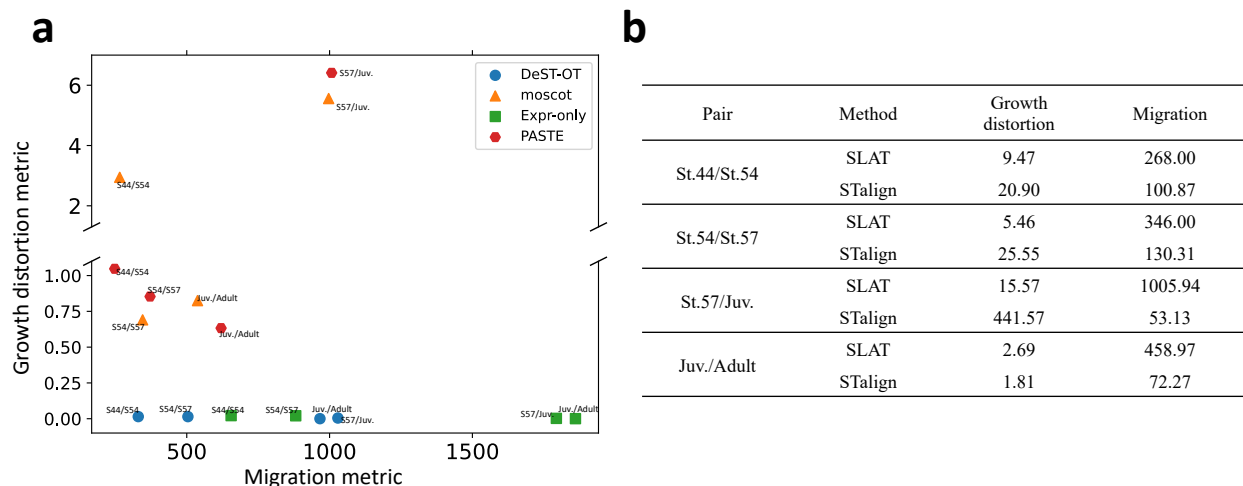 a
b
6
4
2
1.00
0.75
0.50
0.25
0.00
500
1000
1500
Growth distortion metric
Migration metric
DeST-OT
moscot
Expr-only
PASTE
S57/Juv.
S57/Juv.
S44/S54
S44/S54
S54/S57
Juv./Adult
S54/S57
Juv./Adult
S44/S54
S54/S57
S44/S54
S54/S57
Juv./Adult
S57/Juv.
S57/Juv.
Juv./Adult
Pair Method Growth distortion Migration
St.44/St.54 SLAT 9.47 268.00
STalign 20.90 100.87
St.54/St.57 SLAT 5.46 346.00
STalign 25.55 130.31
St.57/Juv. SLAT 15.57 1005.94
STalign 441.57 53.13
Juv./Adult SLAT 2.69 458.97
STalign 1.81 72.27